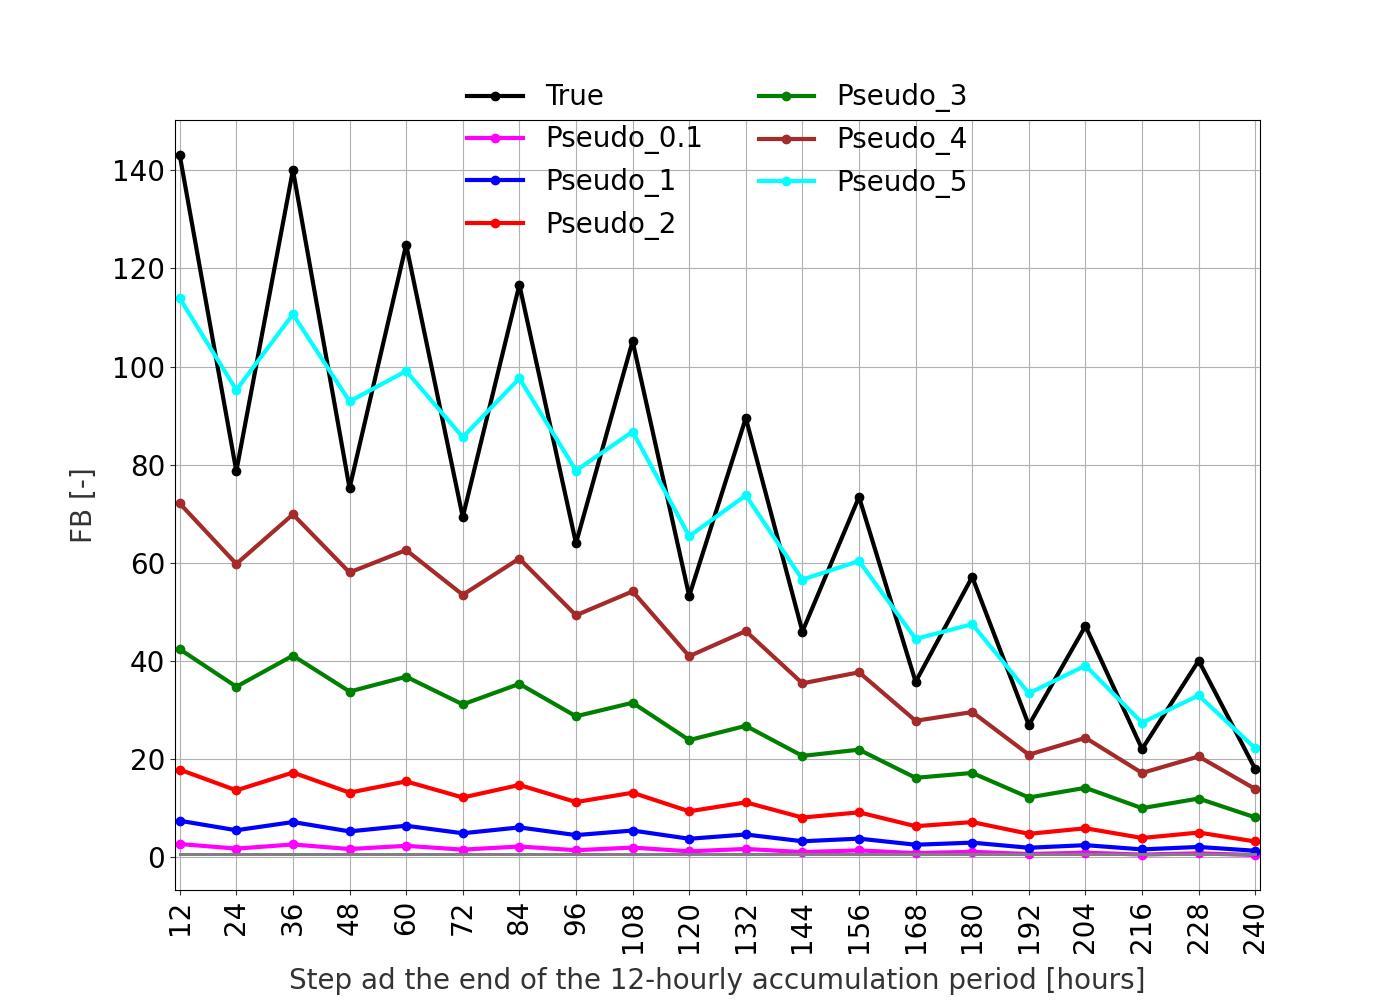 True
Pseudo_0.1
Pseudo_1
Pseudo_2
Pseudo_3
Pseudo_4
Pseudo_5
FB [-]
140
120
100
80
60
40
20
0
12 24 36 48 60 72 84 96 108 120 132 144 156 168 180 192 204 216 228 240
Step ad the end of the 12-hourly accumulation period [hours]